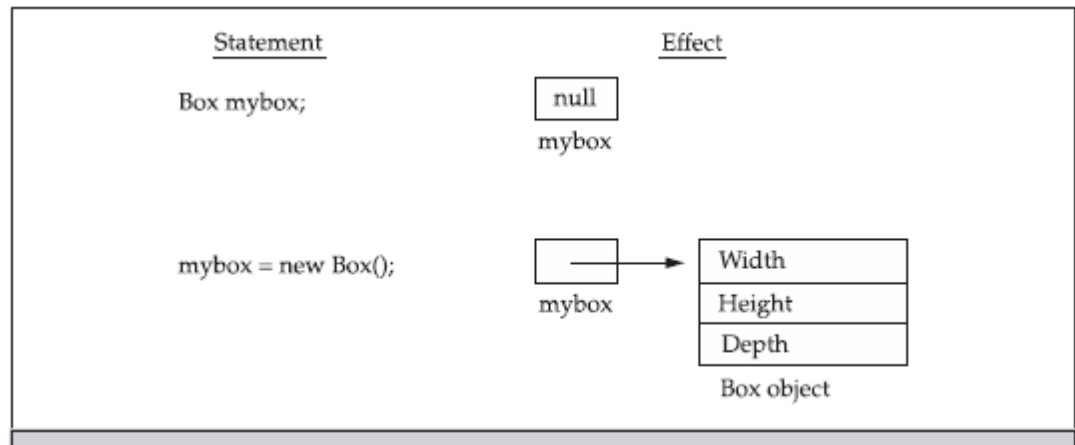 Statement Effect
Box mybox; null
mybox
mybox = new Box(); Width
mybox Height
Depth
Box object